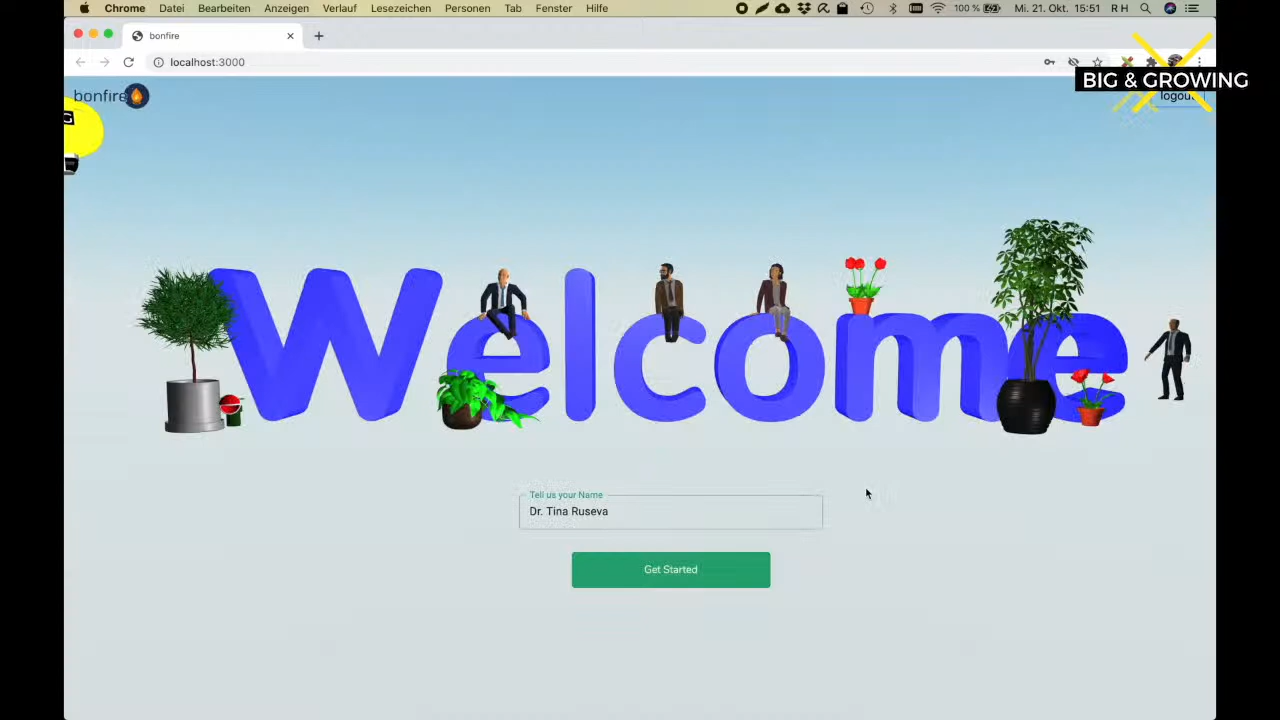 Chrome Datei Bearbeiten Anzeigen Verlauf Lesezeichen Personen Tab Fenster Hilfe 100 % Mi. 21. Okt. 15:51 R H
bonfire
localhost:3000
BIG & GROWING
bonfire
logout
G
Welcome
Tell us your Name
Dr. Tina Ruseva
Get Started